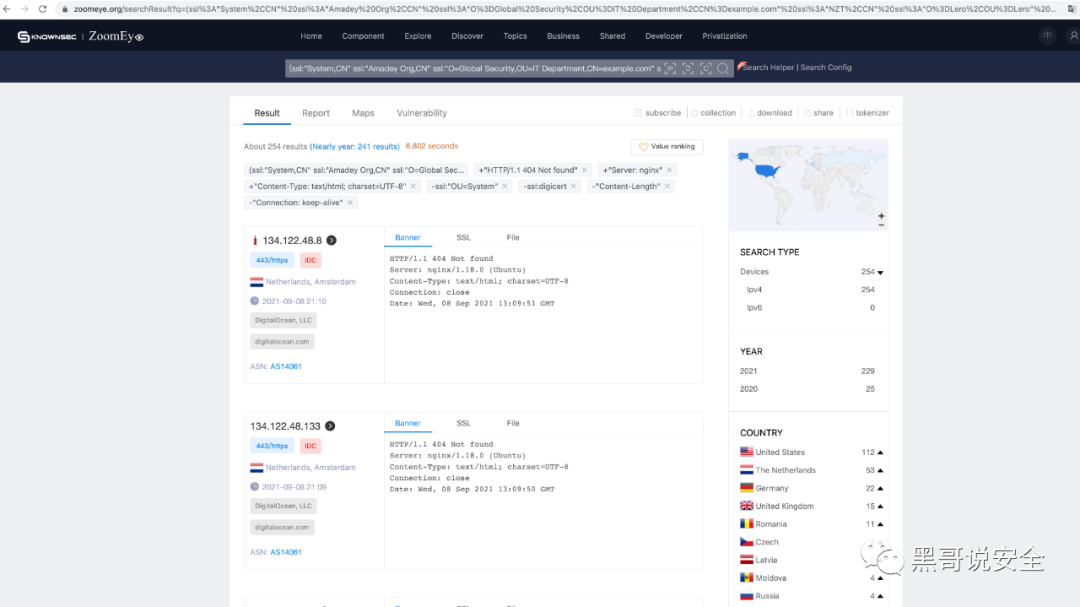 zoomeye.org/searchResult?q=(ssl%3A"System%2CCN"%20ssl%3A"Amadey%20Org%2CCN"%20ssl%3A"O%3DGlobal%20Security%2COU%3DIT%20Department%2CCN%3Dexample.com"%20ssl%3A"NZT%2CCN"%20ssl%3A"O%3DLero%2COU%3DLero"%20...
KNOWNSEC | ZoomEye
Home Component Explore Discover Topics Business Shared Developer Privatization 中
(ssl:"System,CN" ssl:"Amadey Org,CN" ssl:"O=Global Security,OU=IT Department,CN=example.com" s
Search Helper | Search Config
Result Report Maps Vulnerability
subscribe collection download share tokenizer
About 254 results (Nearly year: 241 results) 6.802 seconds
Value ranking
(ssl:"System,CN" ssl:"Amadey Org,CN" ssl:"O=Global Sec... +"HTTP/1.1 404 Not found" × +"Server: nginx" ×
+"Content-Type: text/html; charset=UTF-8" × -ssl:"OU=System" × -ssl:digicert × -"Content-Length" ×
-"Connection: keep-alive" ×
134.122.48.8
443/https IDC
Netherlands, Amsterdam
2021-09-08 21:10
DigitalOcean, LLC
digitalocean.com
ASN: AS14061
Banner SSL File
HTTP/1.1 404 Not found
Server: nginx/1.18.0 (Ubuntu)
Content-Type: text/html; charset=UTF-8
Connection: close
Date: Wed, 08 Sep 2021 13:09:51 GMT
134.122.48.133
443/https IDC
Netherlands, Amsterdam
2021-09-08 21:09
DigitalOcean, LLC
digitalocean.com
ASN: AS14061
Banner SSL File
HTTP/1.1 404 Not found
Server: nginx/1.18.0 (Ubuntu)
Content-Type: text/html; charset=UTF-8
Connection: close
Date: Wed, 08 Sep 2021 13:09:50 GMT
+
−
SEARCH TYPE
Devices 254
Ipv4 254
Ipv6 0
YEAR
2021 229
2020 25
COUNTRY
United States 112
The Netherlands 53
Germany 22
United Kingdom 15
Romania 11
Czech
Latvia
Moldova 4
Russia 4
黑哥说安全